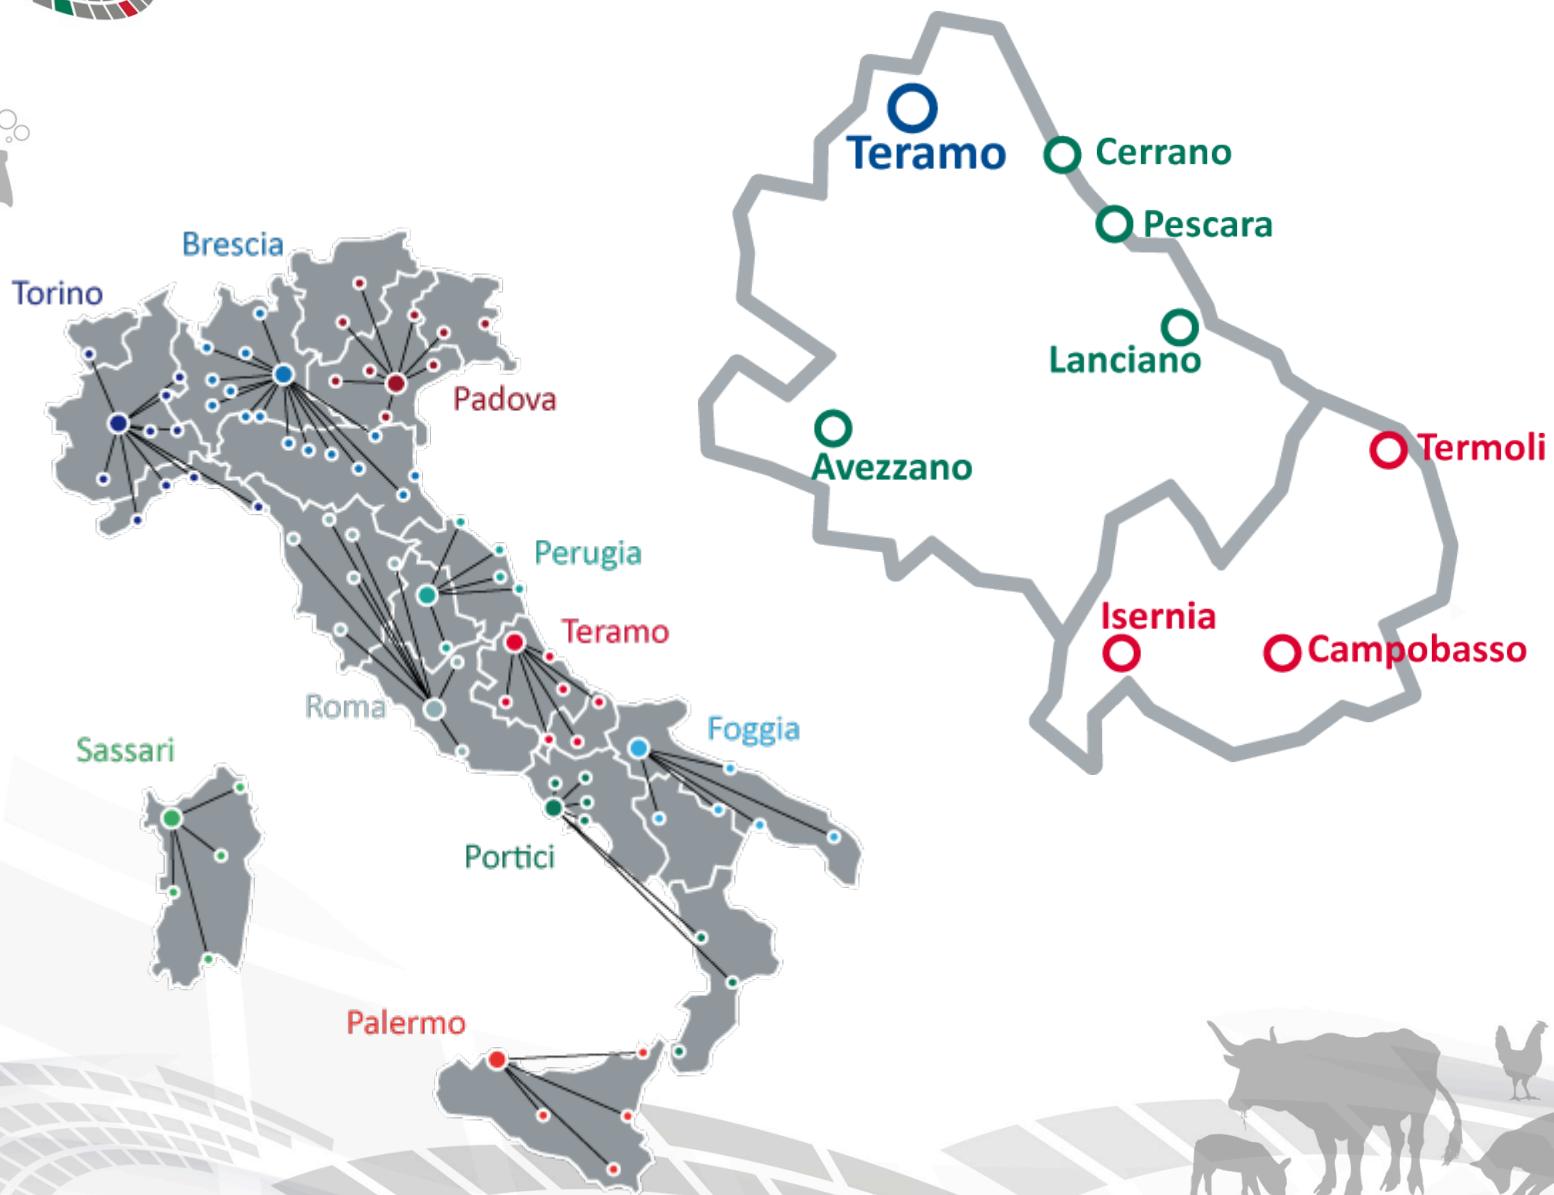 Teramo
Cerrano
Pescara
Lanciano
Avezzano
Termoli
Isernia
Campobasso
Brescia
Torino
Padova
Perugia
Teramo
Roma
Foggia
Sassari
Portici
Palermo